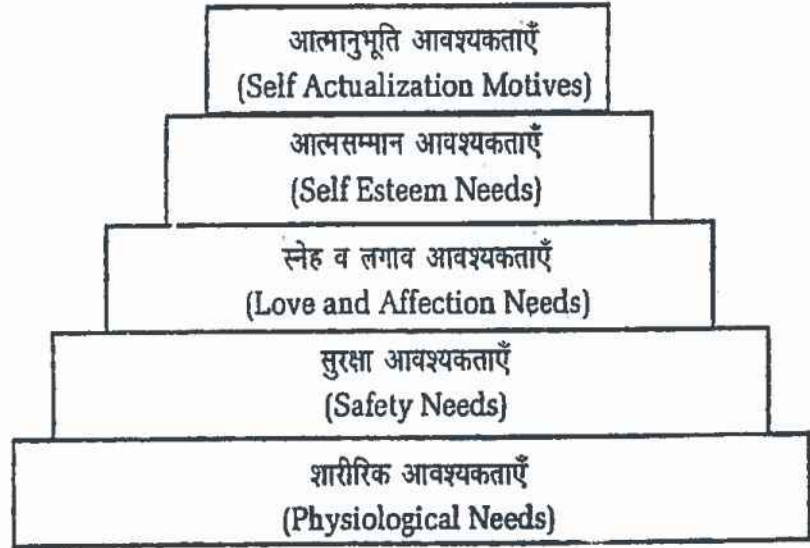 आत्मानुभूति आवश्यकताएँ
(Self Actualization Motives)
आत्मसम्मान आवश्यकताएँ
(Self Esteem Needs)
स्नेह व लगाव आवश्यकताएँ
(Love and Affection Needs)
सुरक्षा आवश्यकताएँ
(Safety Needs)
शारीरिक आवश्यकताएँ
(Physiological Needs)